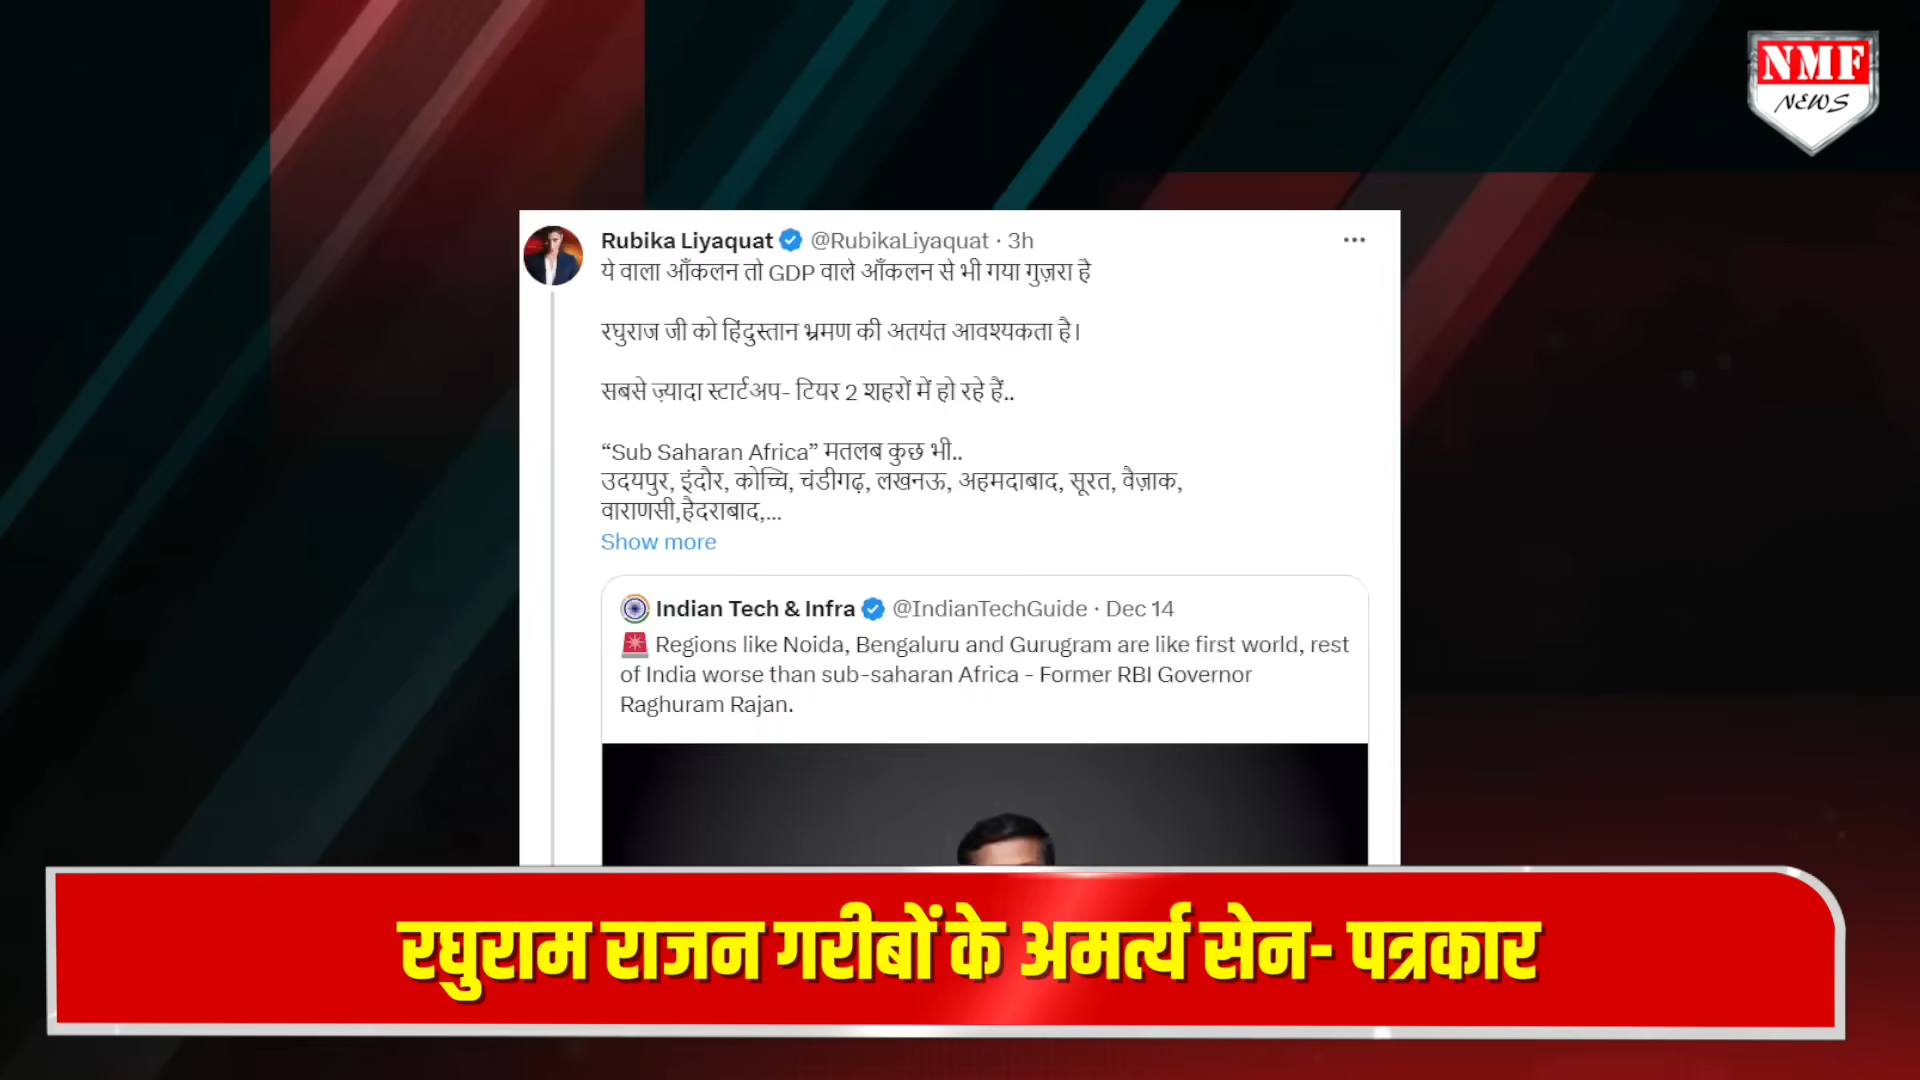 NMF
NEWS
Rubika Liyaquat @RubikaLiyaquat · 3h
ये वाला आँकलन तो GDP वाले आँकलन से भी गया गुज़रा है
रघुराज जी को हिंदुस्तान भ्रमण की अतयंत आवश्यकता है।
सबसे ज़्यादा स्टार्टअप- टियर 2 शहरों में हो रहे हैं..
“Sub Saharan Africa” मतलब कुछ भी..
उदयपुर, इंदौर, कोच्चि, चंडीगढ़, लखनऊ, अहमदाबाद, सूरत, वैज़ाक,
वाराणसी,हैदराबाद,...
Show more
Indian Tech & Infra @IndianTechGuide · Dec 14
Regions like Noida, Bengaluru and Gurugram are like first world, rest
of India worse than sub-saharan Africa - Former RBI Governor
Raghuram Rajan.
रघुराम राजन गरीबों के अमर्त्य सेन- पत्रकार